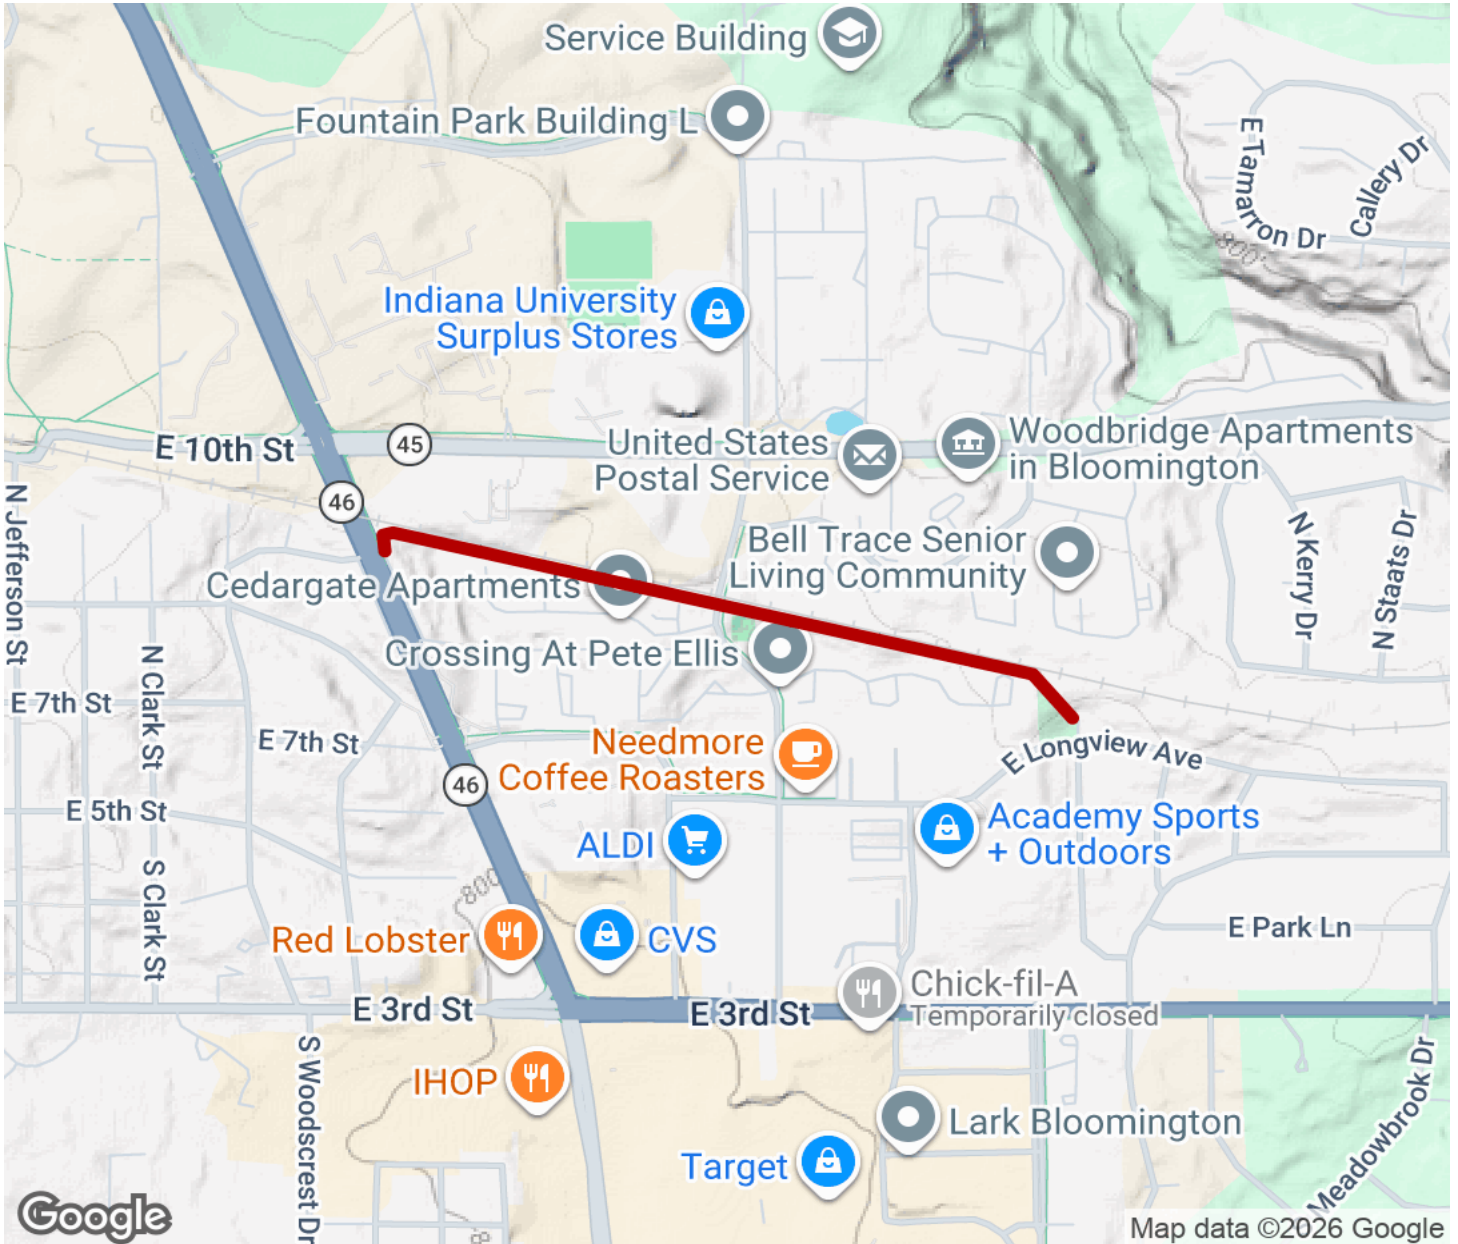 Service Building
Fountain Park Building L
E Tamarron Dr
Callery Dr
800'
Indiana University
Surplus Stores
E 10th St
45
United States
Postal Service
Woodbridge Apartments
in Bloomington
46
N Jefferson St
N Kerry Dr
N Staats Dr
Bell Trace Senior
Living Community
Cedargate Apartments
Crossing At Pete Ellis
N Clark St
E 7th St
E 7th St
Needmore
Coffee Roasters
E Longview Ave
46
E 5th St
ALDI
Academy Sports
+ Outdoors
S Clark St
800
Red Lobster
CVS
E Park Ln
E 3rd St
E 3rd St
Chick-fil-A
Temporarily closed
S Woodscrest Dr
IHOP
Lark Bloomington
Meadowbrook Dr
Target
Google
Map data ©2026 Google